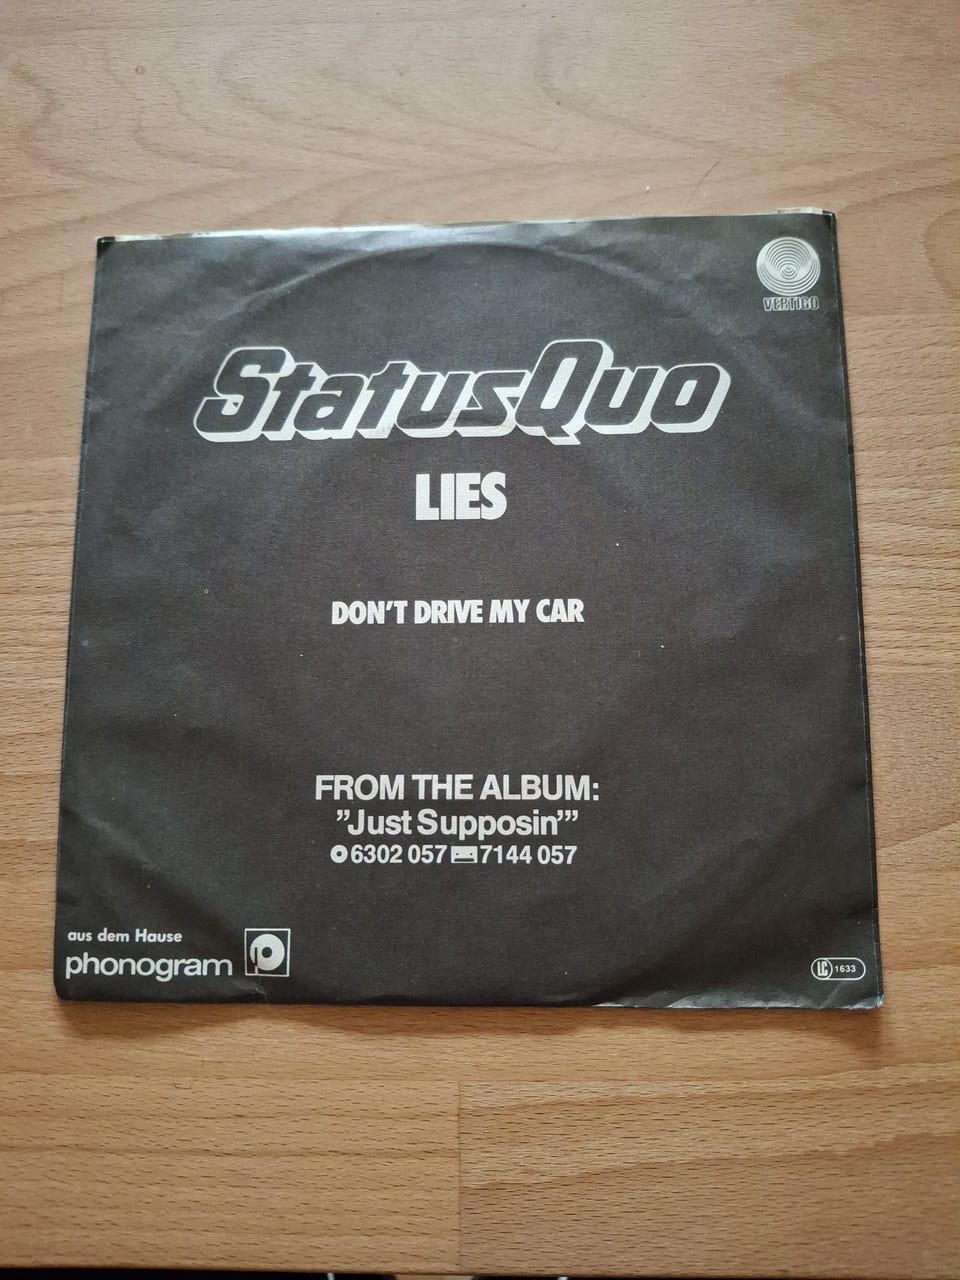 VERTIGO
StatusQuo
LIES
DON'T DRIVE MY CAR
FROM THE ALBUM:
"Just Supposin'"
6302 057 7144 057
aus dem Hause
phonogram
LC 1633